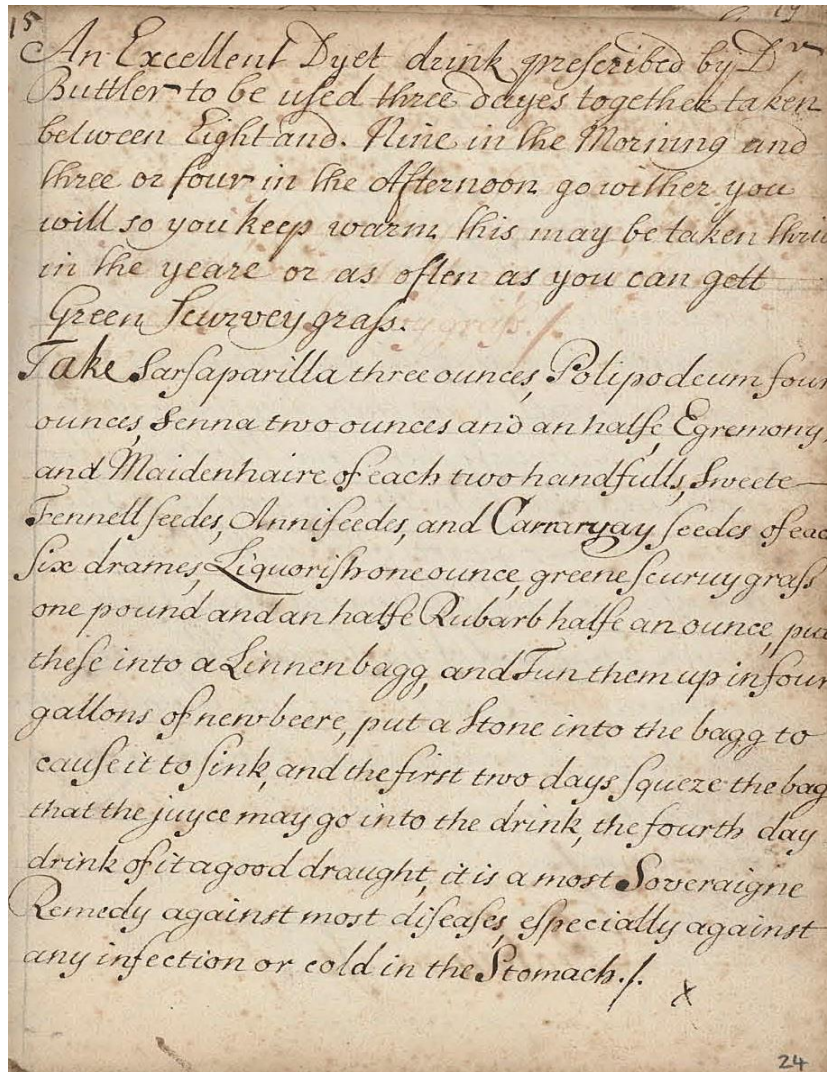 15
An Excellent Dyet drink prescribed by Dr
Buttler to be used three dayes together taken
between Eight and. Nine in the Morning and
three or four in the Afternoon go wither you
will so you keep warm this may be taken thri
in the yeare or as often as you can gett
Green Scurvey grass.
Take Sarsaparilla three ounces, Polipodeum four
ounces, Senna two ounces and an halfe, Egremony,
and Maidenhaire of each two handfulls, Sweete
Fennell seedes, Anniseedes, and Carraryay seedes of eac
six drames, Liquorish one ounce, greene scuruy grass
one pound and an halfe Rubarb halfe an ounce, put
these into a Linnen bagg, and Tun them up in four
gallons of new beere, put a Stone into the bagg to
cause it to sink, and the first two days squeze the bag
that the juyce may go into the drink, the fourth day
drink of it a good draught, it is a most Soveraigne
Remedy against most diseases, especially against
any infection or cold in the Stomach./.
x
24